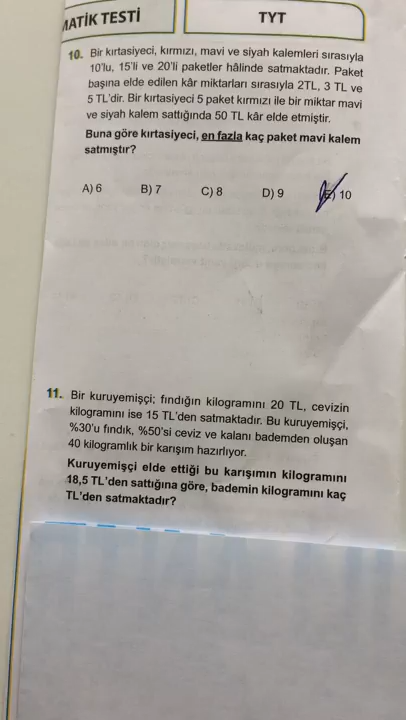 MATİK TESTİ
TYT
10. Bir kırtasiyeci, kırmızı, mavi ve siyah kalemleri sırasıyla
10'lu, 15'li ve 20'li paketler hâlinde satmaktadır. Paket
başına elde edilen kâr miktarları sırasıyla 2TL, 3 TL ve
5 TL'dir. Bir kırtasiyeci 5 paket kırmızı ile bir miktar mavi
ve siyah kalem sattığında 50 TL kâr elde etmiştir.
Buna göre kırtasiyeci, en fazla kaç paket mavi kalem
satmıştır?
A) 6 B) 7 C) 8 D) 9 E) 10
11. Bir kuruyemişçi; fındığın kilogramını 20 TL, cevizin
kilogramını ise 15 TL'den satmaktadır. Bu kuruyemişçi,
%30'u fındık, %50'si ceviz ve kalanı bademden oluşan
40 kilogramlık bir karışım hazırlıyor.
Kuruyemişçi elde ettiği bu karışımın kilogramını
18,5 TL'den sattığına göre, bademin kilogramını kaç
TL'den satmaktadır?